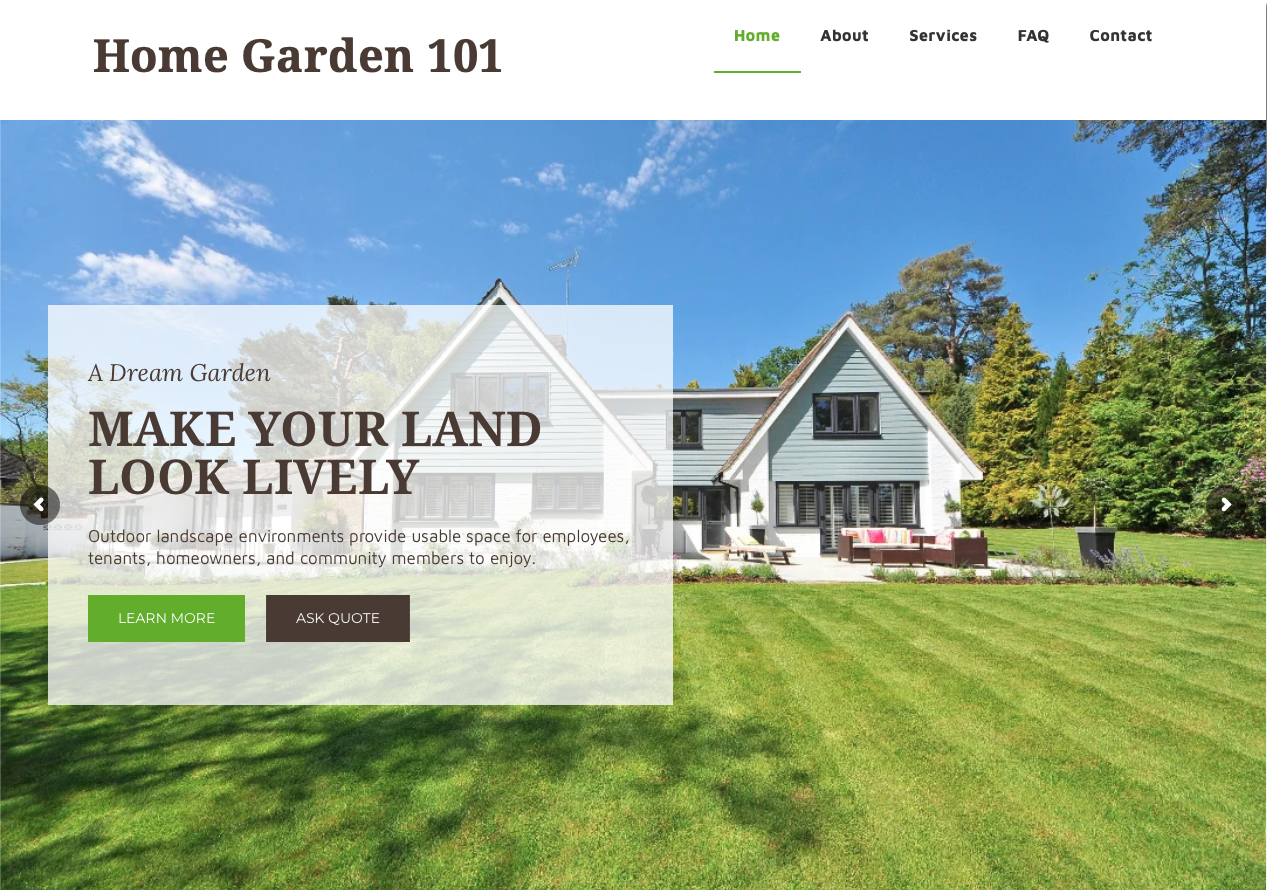 Home Garden 101
Home About Services FAQ Contact
A Dream Garden
MAKE YOUR LAND
LOOK LIVELY
Outdoor landscape environments provide usable space for employees,
tenants, homeowners, and community members to enjoy.
LEARN MORE ASK QUOTE